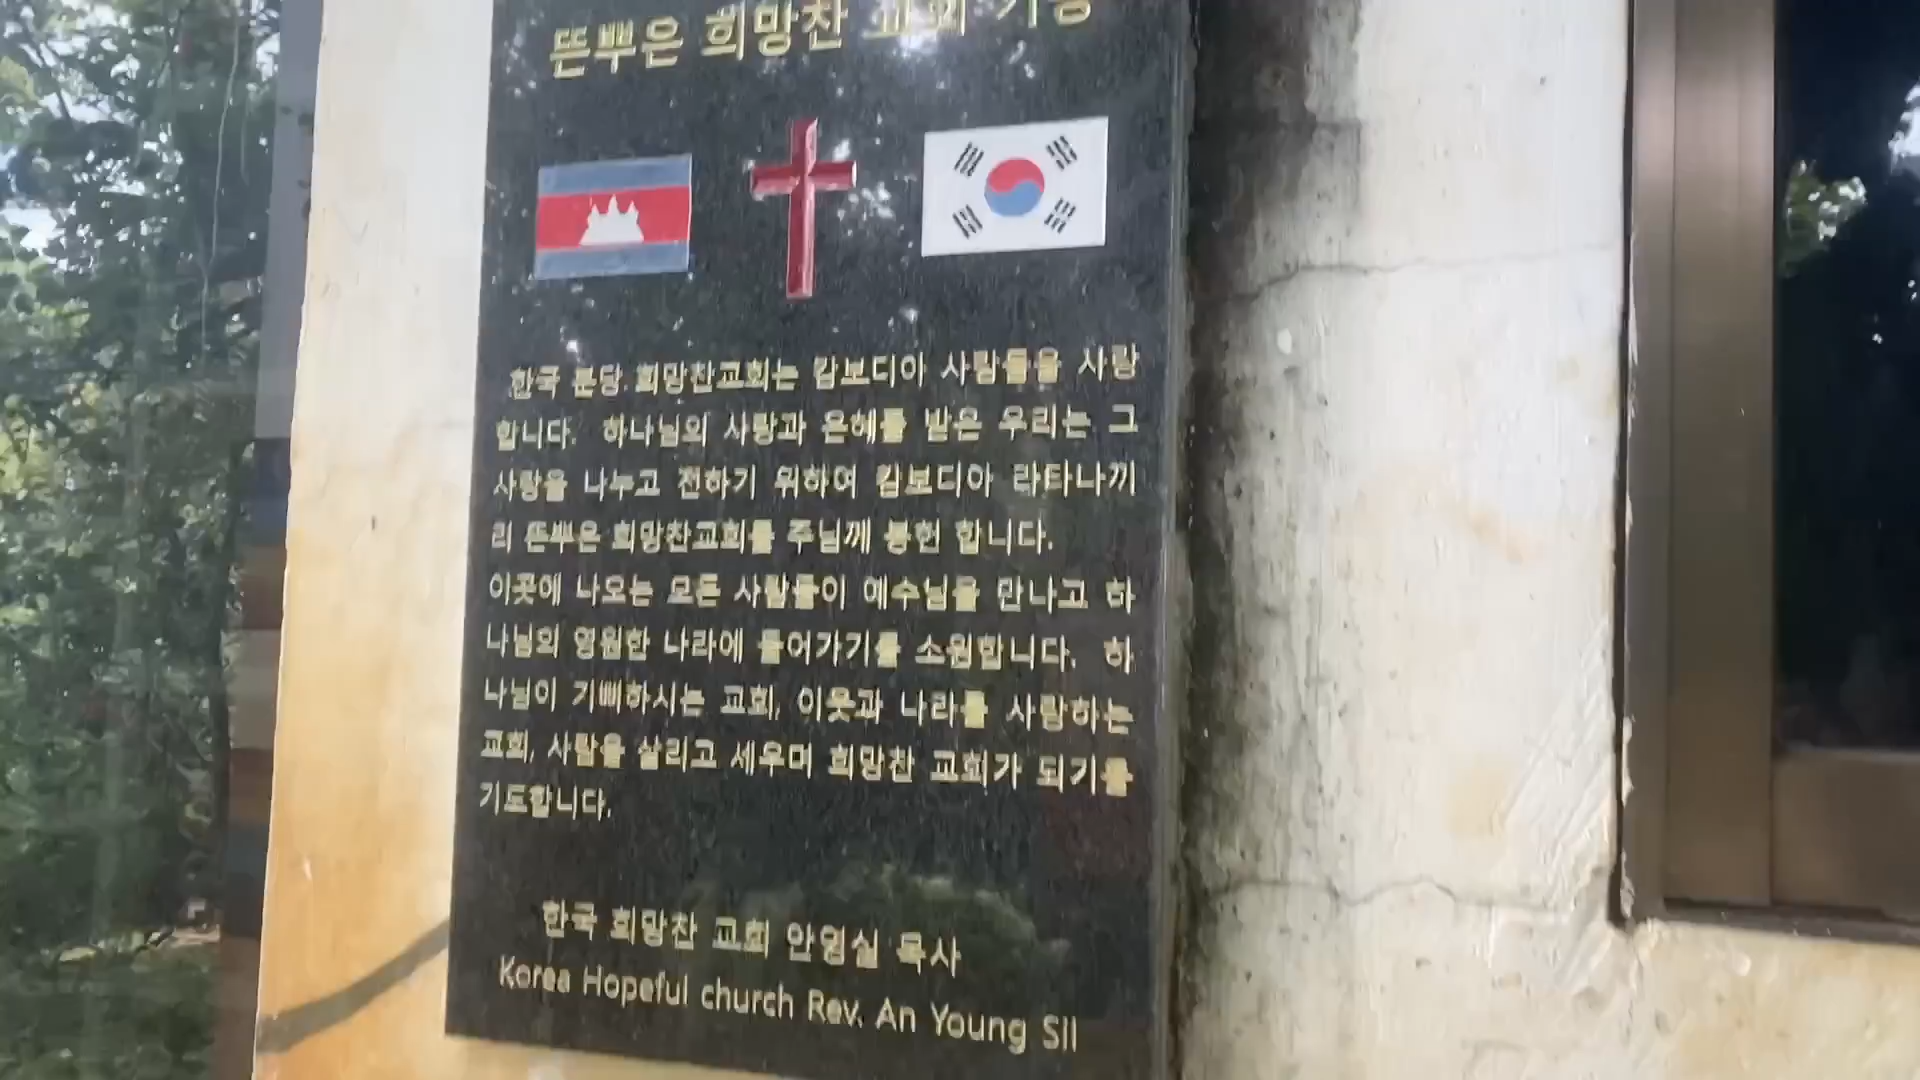 뜬뿌은 희망찬 교회
한국 분당 희망찬교회는 캄보디아 사람들을 사랑
합니다. 하나님의 사랑과 은혜를 받은 우리는 그
사랑을 나누고 전하기 위하여 캄보디아 라타나끼
리 뜬뿌은 희망찬교회를 주님께 봉헌 합니다.
이곳에 나오는 모든 사람들이 예수님을 만나고 하
나님의 영원한 나라에 들어가기를 소원합니다. 하
나님이 기뻐하시는 교회, 이웃과 나라를 사랑하는
교회, 사람을 살리고 세우며 희망찬 교회가 되기를
기도합니다.
한국 희망찬 교회 안영실 목사
Korea Hopeful church Rev. An Young Sil